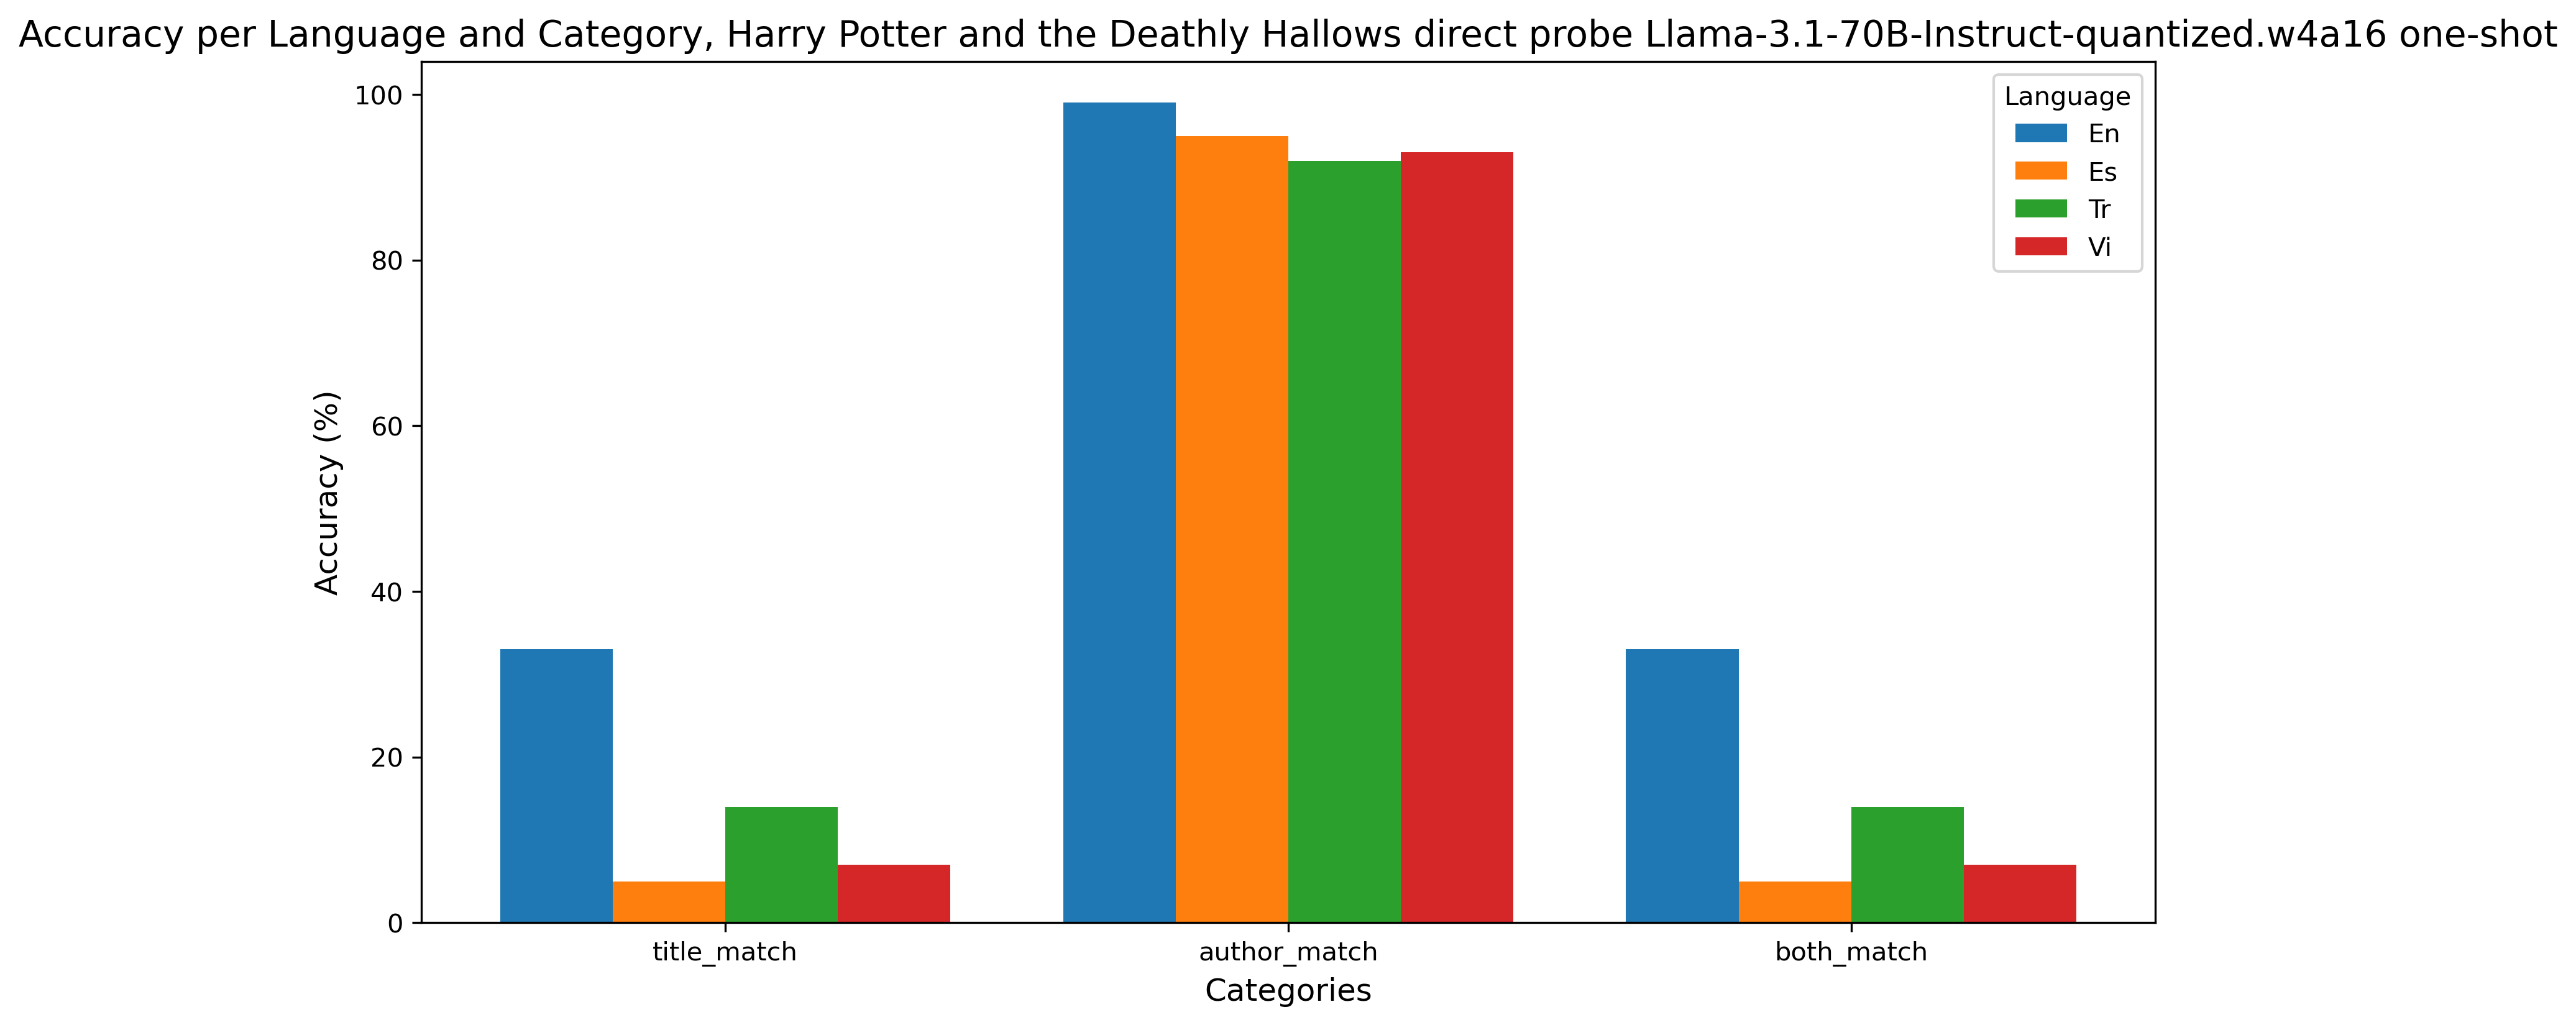 Accuracy per Language and Category, Harry Potter and the Deathly Hallows direct probe Llama-3.1-70B-Instruct-quantized.w4a16 one-shot
Language
En
Es
Tr
Vi
Accuracy (%)
100
80
60
40
20
0
title_match
author_match
both_match
Categories